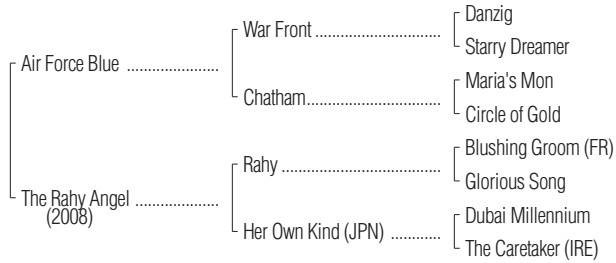 Danzig
War Front ..............................
Starry Dreamer
Air Force Blue ......................
Maria's Mon
Chatham................................
Circle of Gold
Blushing Groom (FR)
Rahy .....................................
Glorious Song
The Rahy Angel .....................
(2008)
Dubai Millennium
Her Own Kind (JPN) ............
The Caretaker (IRE)